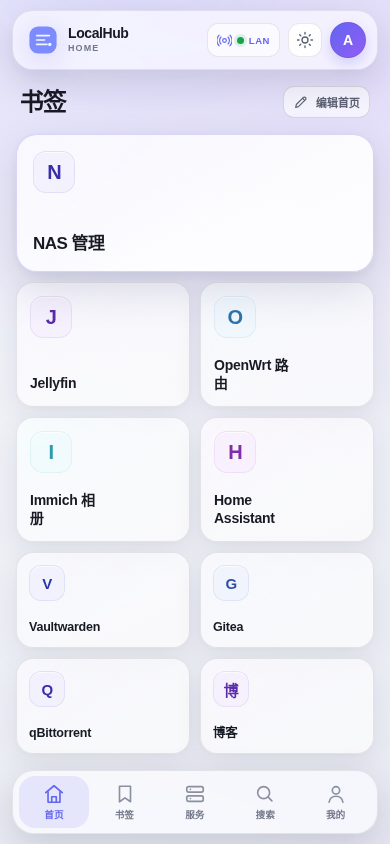 LocalHub
HOME
LAN
A
书签
编辑首页
N
NAS 管理
J
Jellyfin
O
OpenWrt 路
由
I
Immich 相
册
H
Home
Assistant
V
Vaultwarden
G
Gitea
Q
qBittorrent
博
博客
首页
书签
服务
搜索
我的